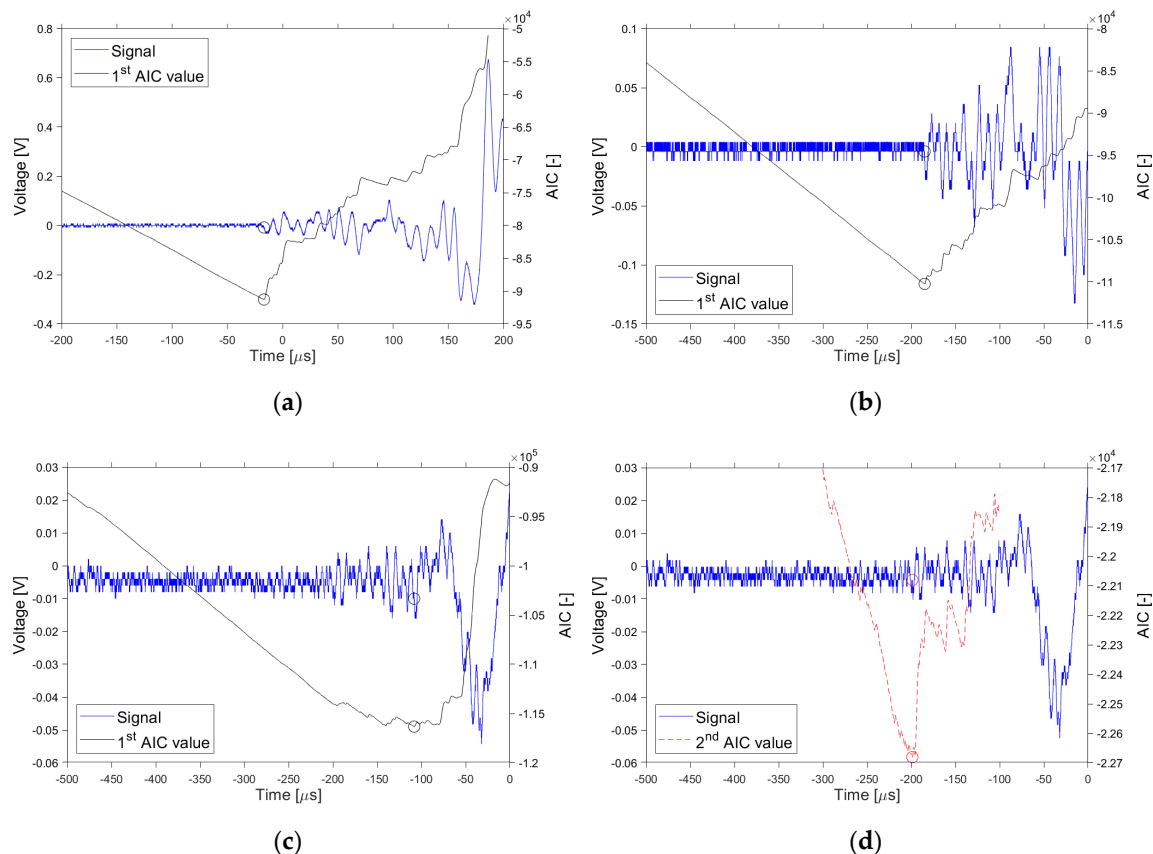 ×10⁴
0.8
0.6
0.4
0.2
0
-0.2
-0.4
Voltage [V]
Signal
1st AIC value
-5
-5.5
-6
-6.5
-7
-7.5
-8
-8.5
-9
-9.5
AIC [-]
-200 -150 -100 -50 0 50 100 150 200
Time [μs]
(a)
×10⁴
0.1
0.05
0
-0.05
-0.1
-0.15
Voltage [V]
Signal
1st AIC value
-8
-8.5
-9
-9.5
-10
-10.5
-11
-11.5
AIC [-]
-500 -450 -400 -350 -300 -250 -200 -150 -100 -50 0
Time [μs]
(b)
×10⁵
0.03
0.02
0.01
0
-0.01
-0.02
-0.03
-0.04
-0.05
-0.06
Voltage [V]
Signal
1st AIC value
-0.9
-0.95
-1
-1.05
-1.1
-1.15
-1.2
AIC [-]
-500 -450 -400 -350 -300 -250 -200 -150 -100 -50 0
Time [μs]
(c)
×10⁴
0.03
0.02
0.01
0
-0.01
-0.02
-0.03
-0.04
-0.05
-0.06
Voltage [V]
Signal
2nd AIC value
-2.17
-2.18
-2.19
-2.20
-2.21
-2.22
-2.23
-2.24
-2.25
-2.26
-2.27
AIC [-]
-500 -450 -400 -350 -300 -250 -200 -150 -100 -50 0
Time [μs]
(d)